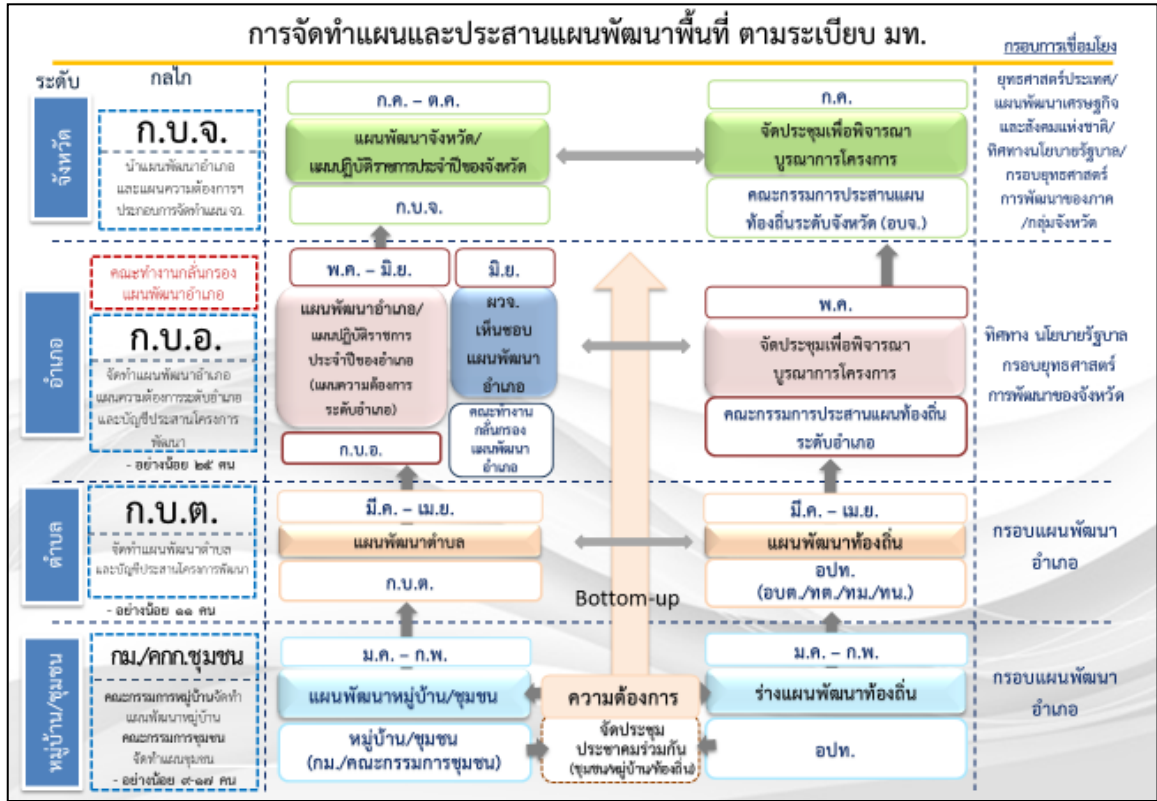 การจัดทำแผนและประสานแผนพัฒนาพื้นที่ ตามระเบียบ มท.
กรอบการเชื่อมโยง
ระดับ
กลไก
จังหวัด
ก.บ.จ.
นำแผนพัฒนาอำเภอ
และแผนความต้องการฯ
ประกอบการจัดทำแผน จว.
ก.ค. – ต.ค.
แผนพัฒนาจังหวัด/
แผนปฏิบัติราชการประจำปีของจังหวัด
ก.บ.จ.
ก.ค.
จัดประชุมเพื่อพิจารณา
บูรณาการโครงการ
คณะกรรมการประสานแผน
ท้องถิ่นระดับจังหวัด (อบจ.)
ยุทธศาสตร์ประเทศ/
แผนพัฒนาเศรษฐกิจ
และสังคมแห่งชาติ/
ทิศทางนโยบายรัฐบาล/
กรอบยุทธศาสตร์
การพัฒนาของภาค
/กลุ่มจังหวัด
อำเภอ
คณะทำงานกลั่นกรอง
แผนพัฒนาอำเภอ
ก.บ.อ.
จัดทำแผนพัฒนาอำเภอ
แผนความต้องการระดับอำเภอ
และบัญชีประสานโครงการ
พัฒนา
- อย่างน้อย ๒๕ คน
พ.ค. – มิ.ย.
แผนพัฒนาอำเภอ/
แผนปฏิบัติราชการ
ประจำปีของอำเภอ
(แผนความต้องการ
ระดับอำเภอ)
ก.บ.อ.
มิ.ย.
ผวจ.
เห็นชอบ
แผนพัฒนา
อำเภอ
คณะทำงาน
กลั่นกรอง
แผนพัฒนา
อำเภอ
พ.ค.
จัดประชุมเพื่อพิจารณา
บูรณาการโครงการ
คณะกรรมการประสานแผนท้องถิ่น
ระดับอำเภอ
ทิศทาง นโยบายรัฐบาล
กรอบยุทธศาสตร์
การพัฒนาของจังหวัด
ตำบล
ก.บ.ต.
จัดทำแผนพัฒนาตำบล
และบัญชีประสานโครงการพัฒนา
- อย่างน้อย ๑๑ คน
มี.ค. – เม.ย.
แผนพัฒนาตำบล
ก.บ.ต.
Bottom-up
มี.ค. – เม.ย.
แผนพัฒนาท้องถิ่น
อปท.
(อบต./ทต./ทม./ทน.)
กรอบแผนพัฒนา
อำเภอ
หมู่บ้าน/ชุมชน
กม./คกก.ชุมชน
คณะกรรมการหมู่บ้านจัดทำ
แผนพัฒนาหมู่บ้าน
คณะกรรมการชุมชน
จัดทำแผนชุมชน
- อย่างน้อย ๙-๑๗ คน
ม.ค. – ก.พ.
แผนพัฒนาหมู่บ้าน/ชุมชน
หมู่บ้าน/ชุมชน
(กม./คณะกรรมการชุมชน)
ความต้องการ
จัดประชุม
ประชาคมร่วมกัน
(ชุมชน/หมู่บ้าน/ท้องถิ่น)
ม.ค. – ก.พ.
ร่างแผนพัฒนาท้องถิ่น
อปท.
กรอบแผนพัฒนา
อำเภอ